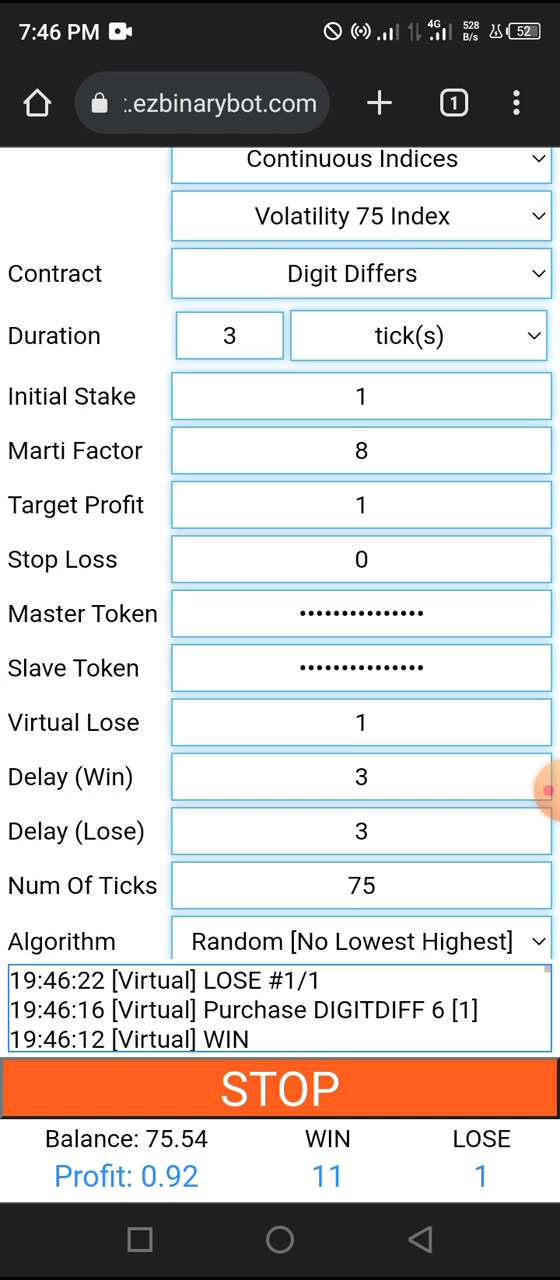 7:46 PM
4G 528 B/s 52
:.ezbinarybot.com 1
Continuous Indices
Volatility 75 Index
Contract Digit Differs
Duration 3 tick(s)
Initial Stake 1
Marti Factor 8
Target Profit 1
Stop Loss 0
Master Token •••••••••••••••
Slave Token •••••••••••••••
Virtual Lose 1
Delay (Win) 3
Delay (Lose) 3
Num Of Ticks 75
Algorithm Random [No Lowest Highest]
19:46:22 [Virtual] LOSE #1/1
19:46:16 [Virtual] Purchase DIGITDIFF 6 [1]
19:46:12 [Virtual] WIN
STOP
Balance: 75.54 WIN LOSE
Profit: 0.92 11 1